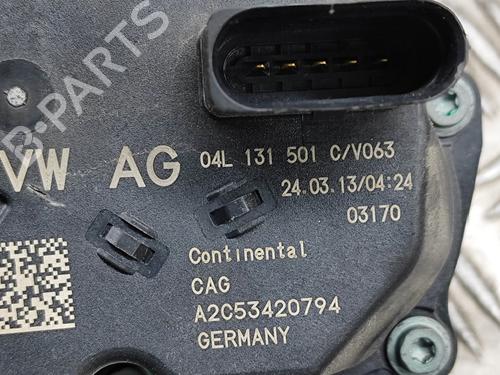 B-PARTS
VW AG 04L 131 501 C/V063
24.03.13/04:24
03170
Continental
CAG
A2C53420794
GERMANY